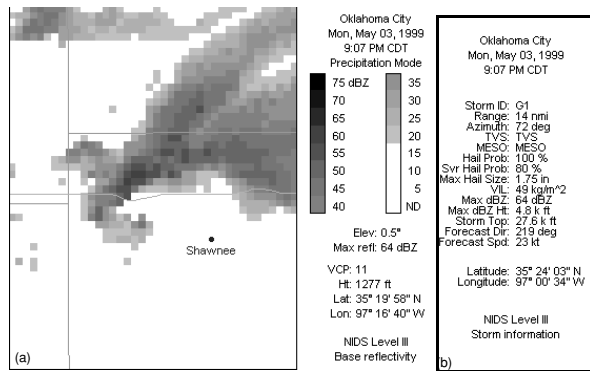 Oklahoma City
Mon, May 03, 1999
9:07 PM CDT
Precipitation Mode
75 dBZ 35
70 30
65 25
60 20
55 15
50 10
45 5
40 ND
Elev: 0.5°
Max refl: 64 dBZ
VCP: 11
Ht: 1277 ft
Lat: 35° 19' 58" N
Lon: 97° 16' 40" W
NIDS Level III
Base reflectivity
Shawnee
(a)
Oklahoma City
Mon, May 03, 1999
9:07 PM CDT
Storm ID: G1
Range: 14 nmi
Azimuth: 72 deg
TVS: TVS
MESO: MESO
Hail Prob: 100 %
Svr Hail Prob: 80 %
Max Hail Size: 1.75 in
VIL: 49 kg/m^2
Max dBZ: 64 dBZ
Max dBZ Ht: 4.8 k ft
Storm Top: 27.6 k ft
Forecast Dir: 219 deg
Forecast Spd: 23 kt
Latitude: 35° 24' 03" N
Longitude: 97° 00' 34" W
NIDS Level III
Storm information
b)